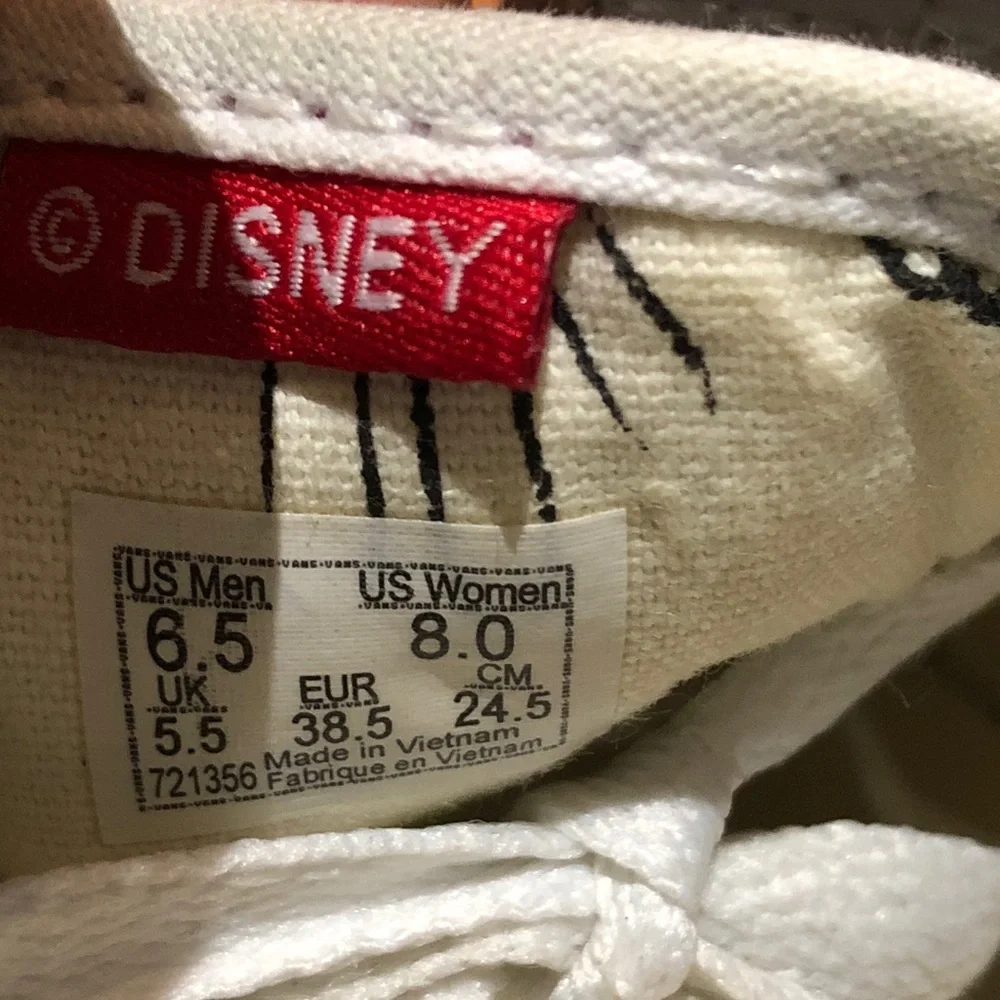 © DISNEY
US Men US Women
6.5 8.0
UK EUR CM
5.5 38.5 24.5
Made in Vietnam
721356 Fabrique en Vietnam